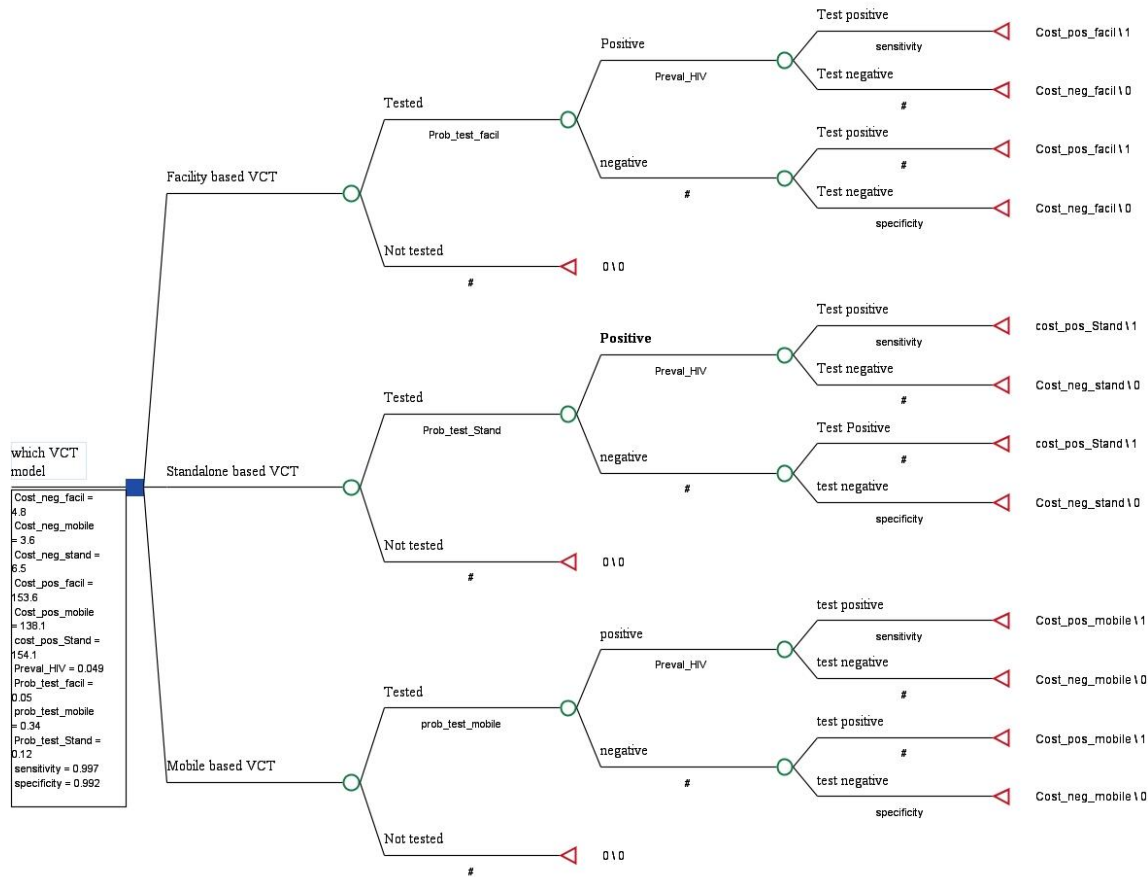 Test positive
sensitivity
Cost_pos_facil \ 1
Positive
Preval_HIV
Test negative
#
Cost_neg_facil \ 0
Tested
Prob_test_facil
Test positive
#
Cost_pos_facil \ 1
negative
#
Test negative
specificity
Cost_neg_facil \ 0
Facility based VCT
Not tested
#
0 \ 0
Test positive
sensitivity
cost_pos_Stand \ 1
Positive
Preval_HIV
Test negative
#
Cost_neg_stand \ 0
Tested
Prob_test_Stand
Test Positive
#
cost_pos_Stand \ 1
negative
#
test negative
specificity
Cost_neg_stand \ 0
which VCT
model
Standalone based VCT
Not tested
#
0 \ 0
Cost_neg_facil =
4.8
Cost_neg_mobile
= 3.6
Cost_neg_stand =
6.5
Cost_pos_facil =
153.6
Cost_pos_mobile
= 138.1
cost_pos_Stand =
154.1
Preval_HIV = 0.049
Prob_test_facil =
0.05
prob_test_mobile
= 0.34
Prob_test_Stand =
0.12
sensitivity = 0.997
specificity = 0.992
test positive
sensitivity
Cost_pos_mobile \ 1
positive
Preval_HIV
test negative
#
Cost_neg_mobile \ 0
Tested
prob_test_mobile
test positive
#
Cost_pos_mobile \ 1
negative
#
test negative
specificity
Cost_neg_mobile \ 0
Mobile based VCT
Not tested
#
0 \ 0